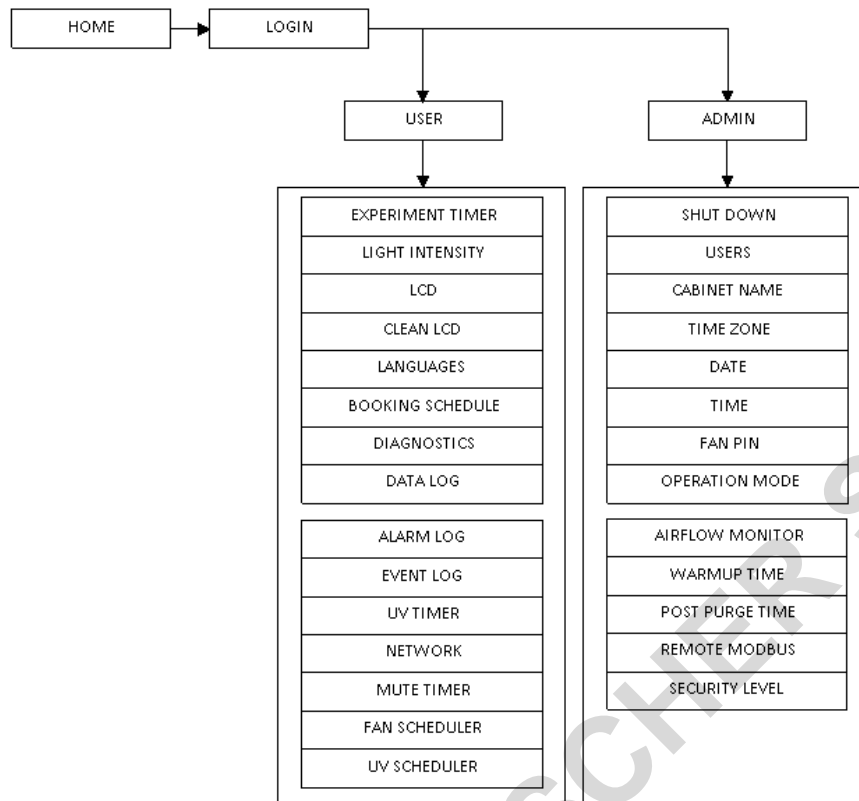 HOME
LOGIN
USER
ADMIN
EXPERIMENT TIMER
LIGHT INTENSITY
LCD
CLEAN LCD
LANGUAGES
BOOKING SCHEDULE
DIAGNOSTICS
DATA LOG
ALARM LOG
EVENT LOG
UV TIMER
NETWORK
MUTE TIMER
FAN SCHEDULER
UV SCHEDULER
SHUT DOWN
USERS
CABINET NAME
TIME ZONE
DATE
TIME
FAN PIN
OPERATION MODE
AIRFLOW MONITOR
WARMUP TIME
POST PURGE TIME
REMOTE MODBUS
SECURITY LEVEL